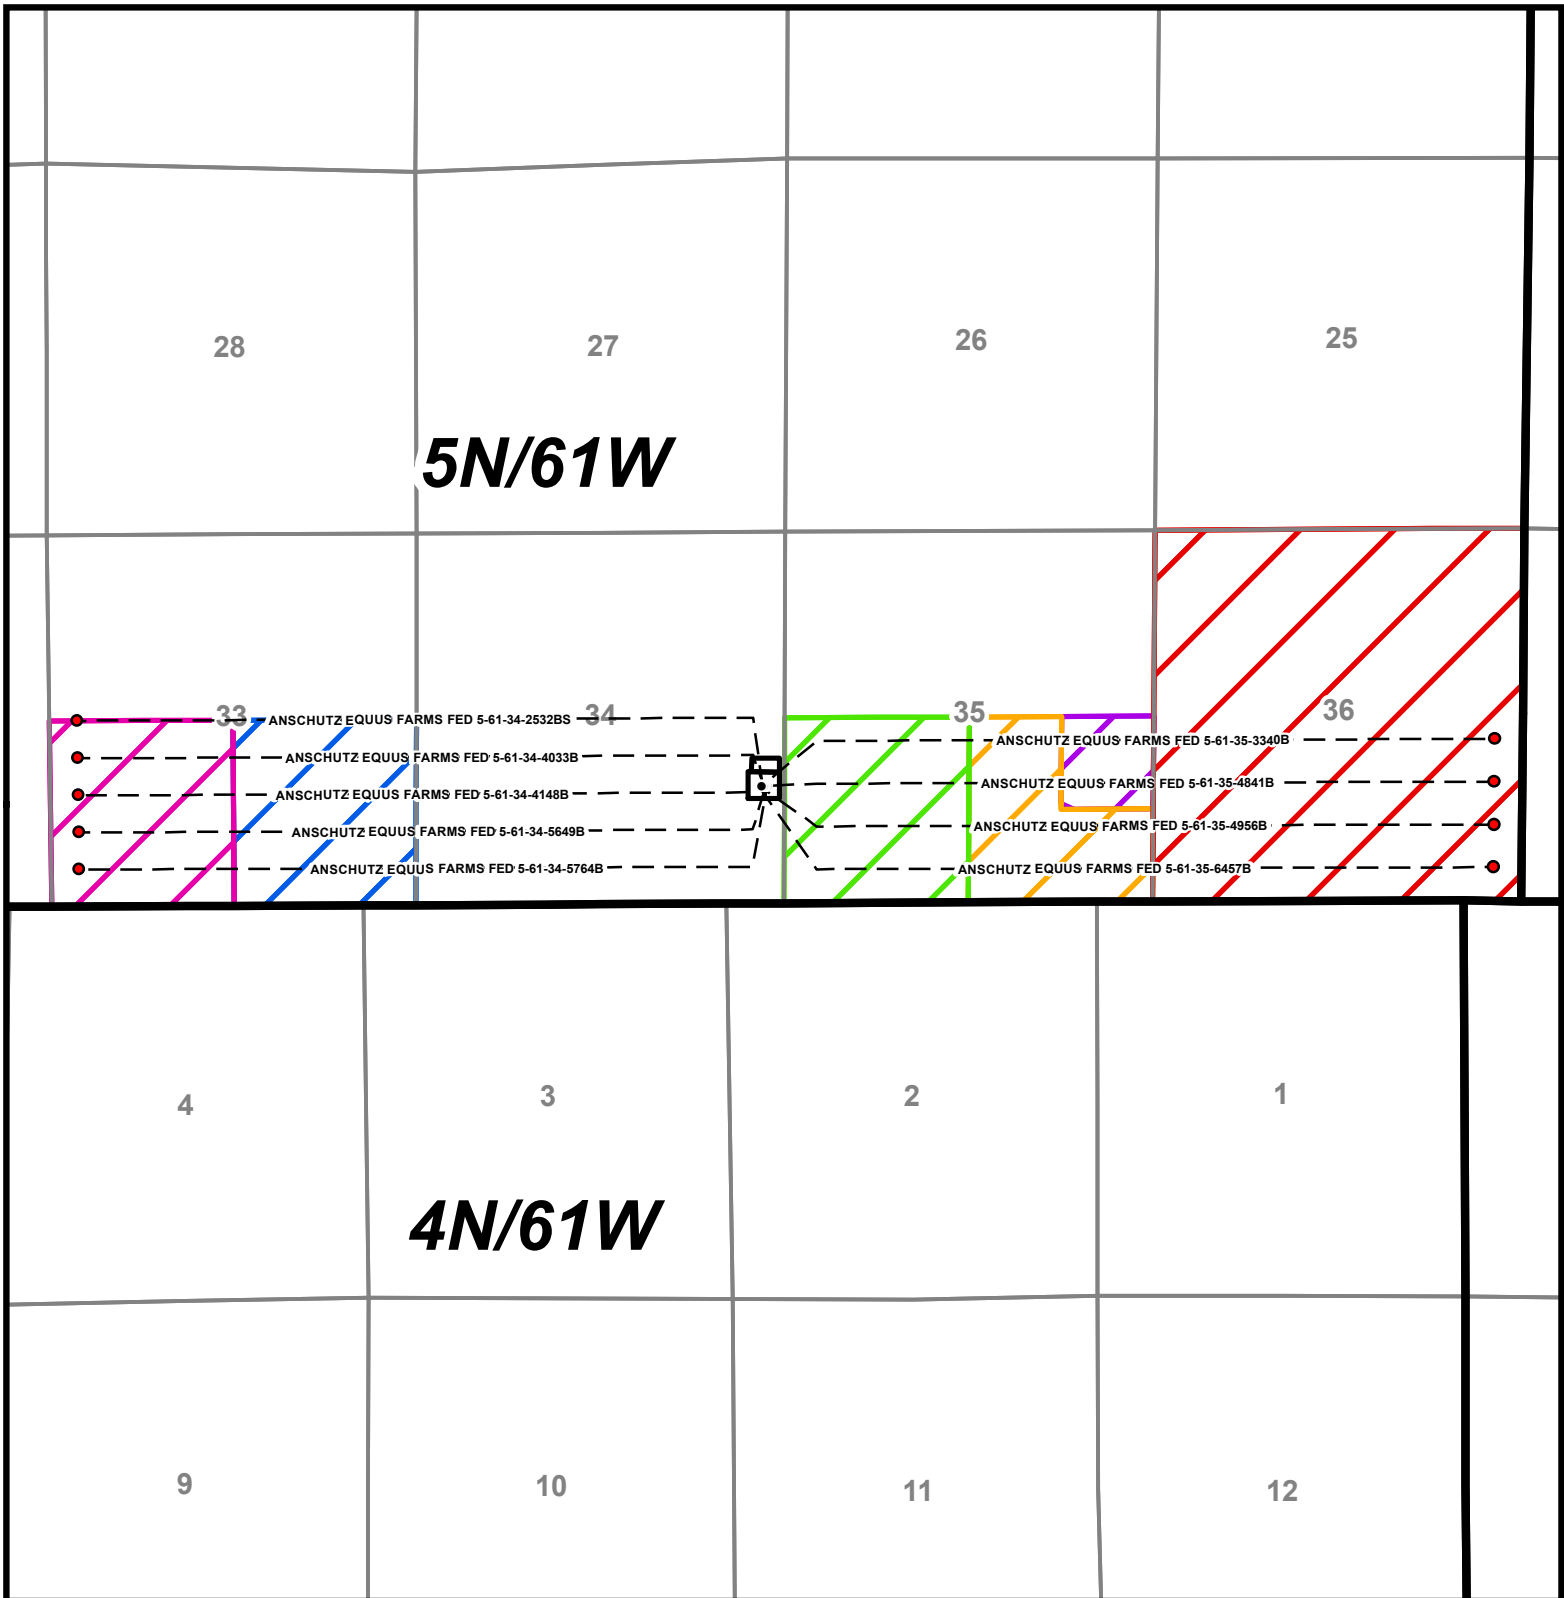 28
27
26
25
5N/61W
33
34
35
36
ANSCHUTZ EQUUS FARMS FED 5-61-34-2532BS
ANSCHUTZ EQUUS FARMS FED 5-61-35-3340B
ANSCHUTZ EQUUS FARMS FED 5-61-34-4033B
ANSCHUTZ EQUUS FARMS FED 5-61-35-4841B
ANSCHUTZ EQUUS FARMS FED 5-61-34-4148B
ANSCHUTZ EQUUS FARMS FED 5-61-35-4956B
ANSCHUTZ EQUUS FARMS FED 5-61-34-5649B
ANSCHUTZ EQUUS FARMS FED 5-61-34-5764B
ANSCHUTZ EQUUS FARMS FED 5-61-35-6457B
4
3
2
1
4N/61W
9
10
11
12